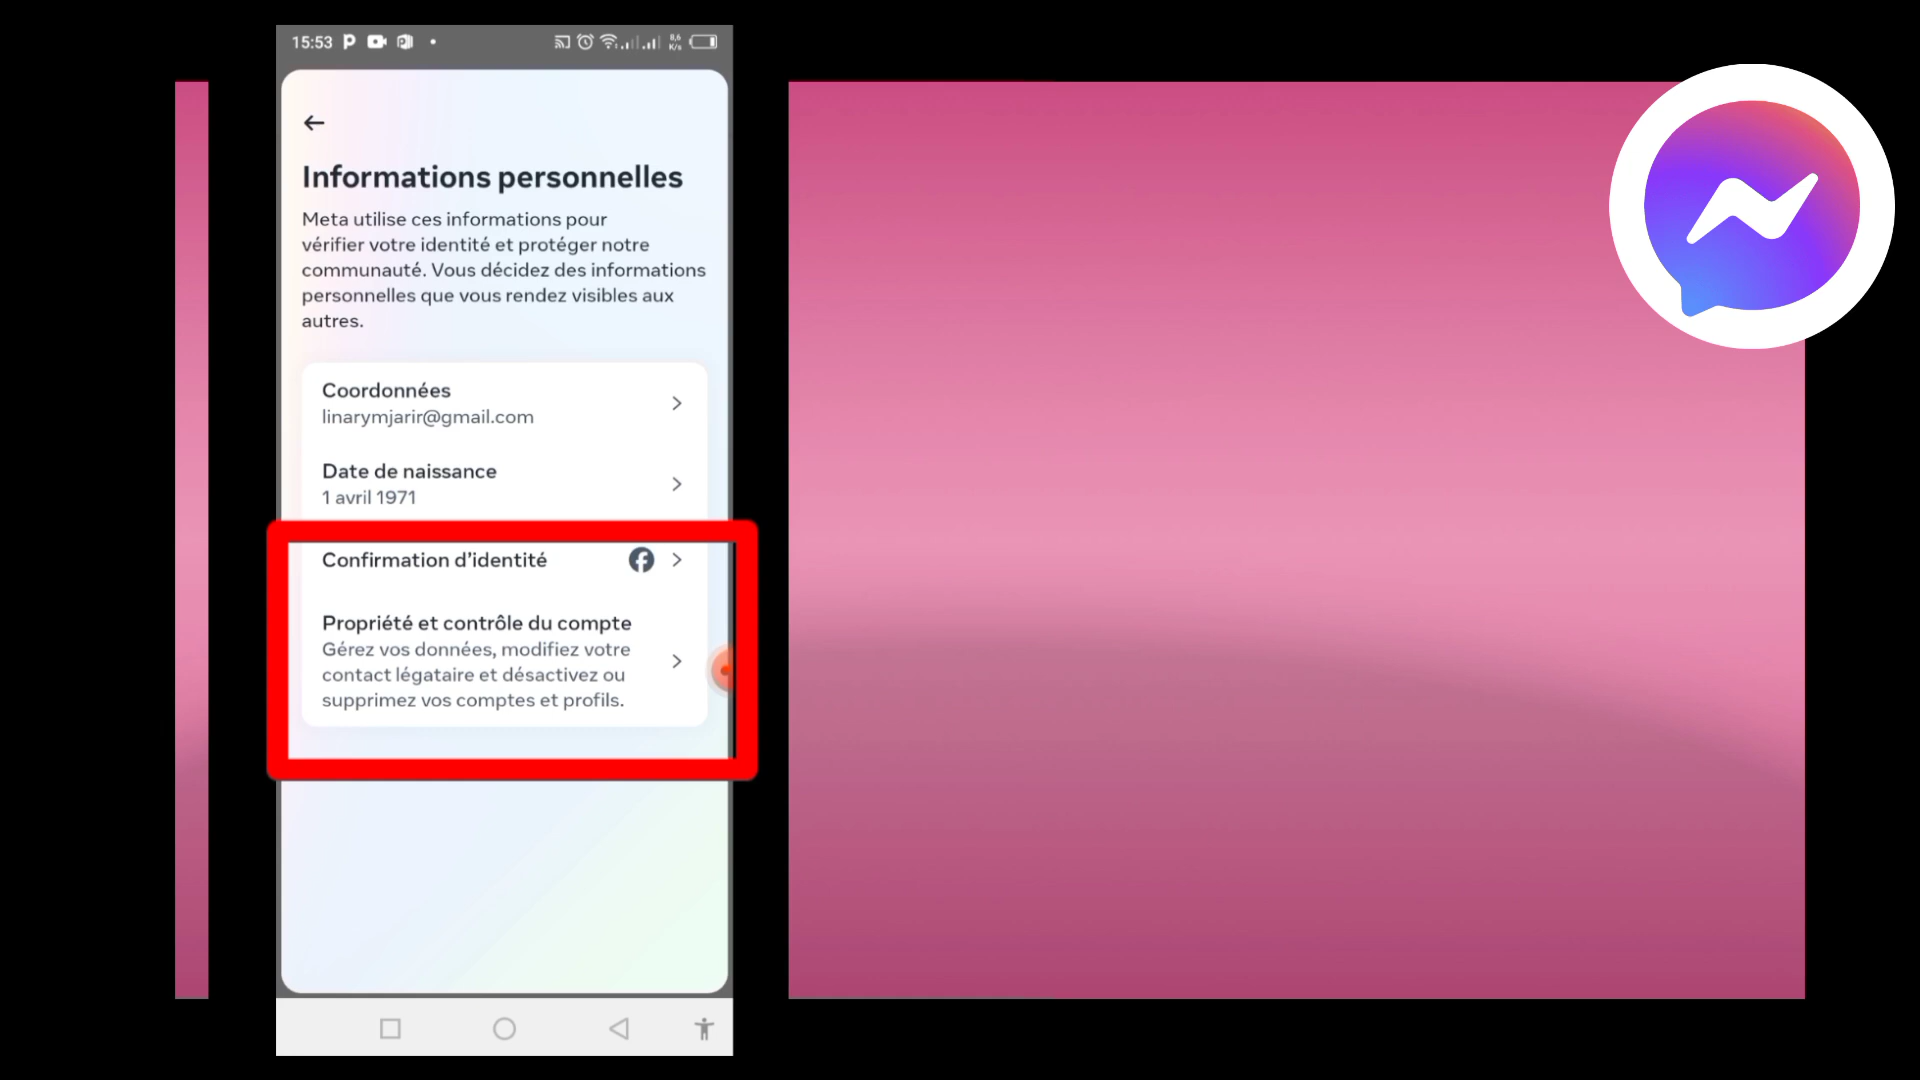 15:53
0,6
K/s
Informations personnelles
Meta utilise ces informations pour
vérifier votre identité et protéger notre
communauté. Vous décidez des informations
personnelles que vous rendez visibles aux
autres.
Coordonnées
linarymjarir@gmail.com
Date de naissance
1 avril 1971
Confirmation d’identité
Propriété et contrôle du compte
Gérez vos données, modifiez votre
contact légataire et désactivez ou
supprimez vos comptes et profils.